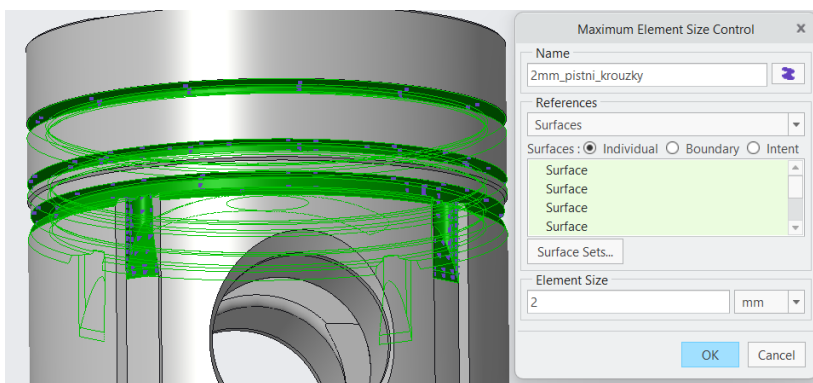 Maximum Element Size Control x
Name
2mm_pistni_krouzky
References
Surfaces
Surfaces : Individual Boundary Intent
Surface
Surface
Surface
Surface
Surface Sets...
Element Size
2 mm
OK Cancel